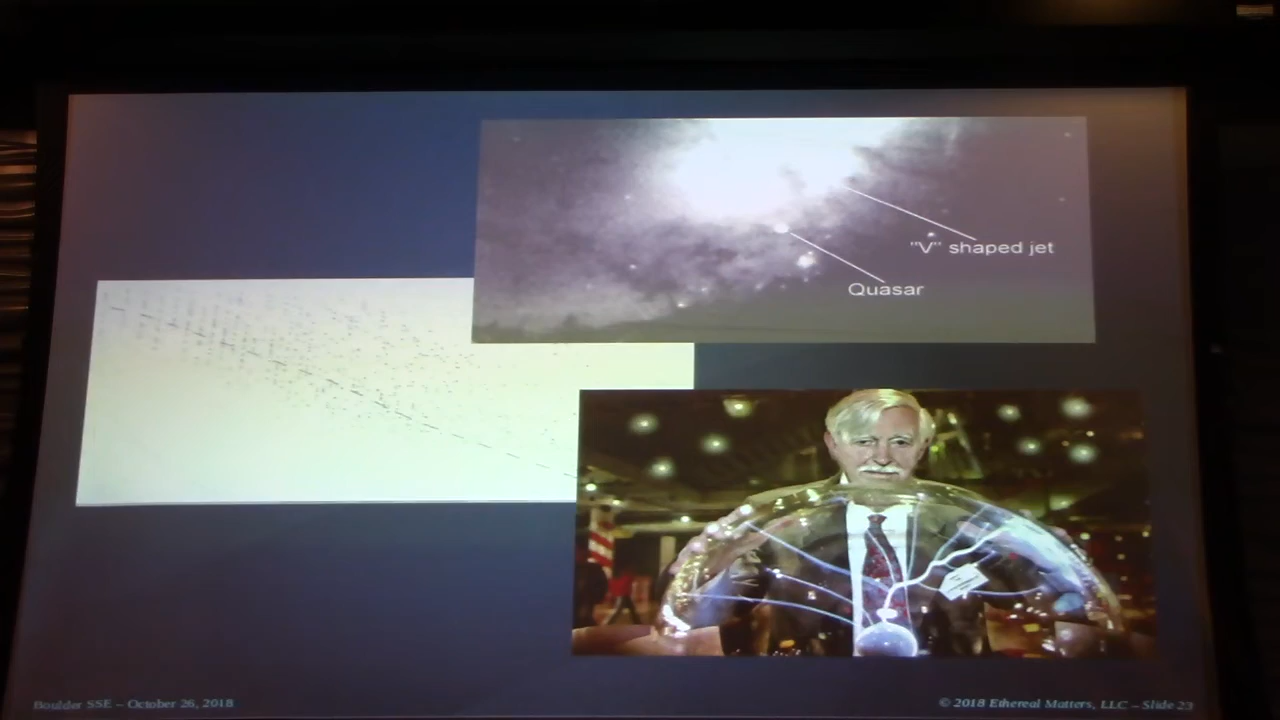 "V" shaped jet
Quasar
Boulder SSE – October 26, 2018
© 2018 Ethereal Matters, LLC – Slide 23